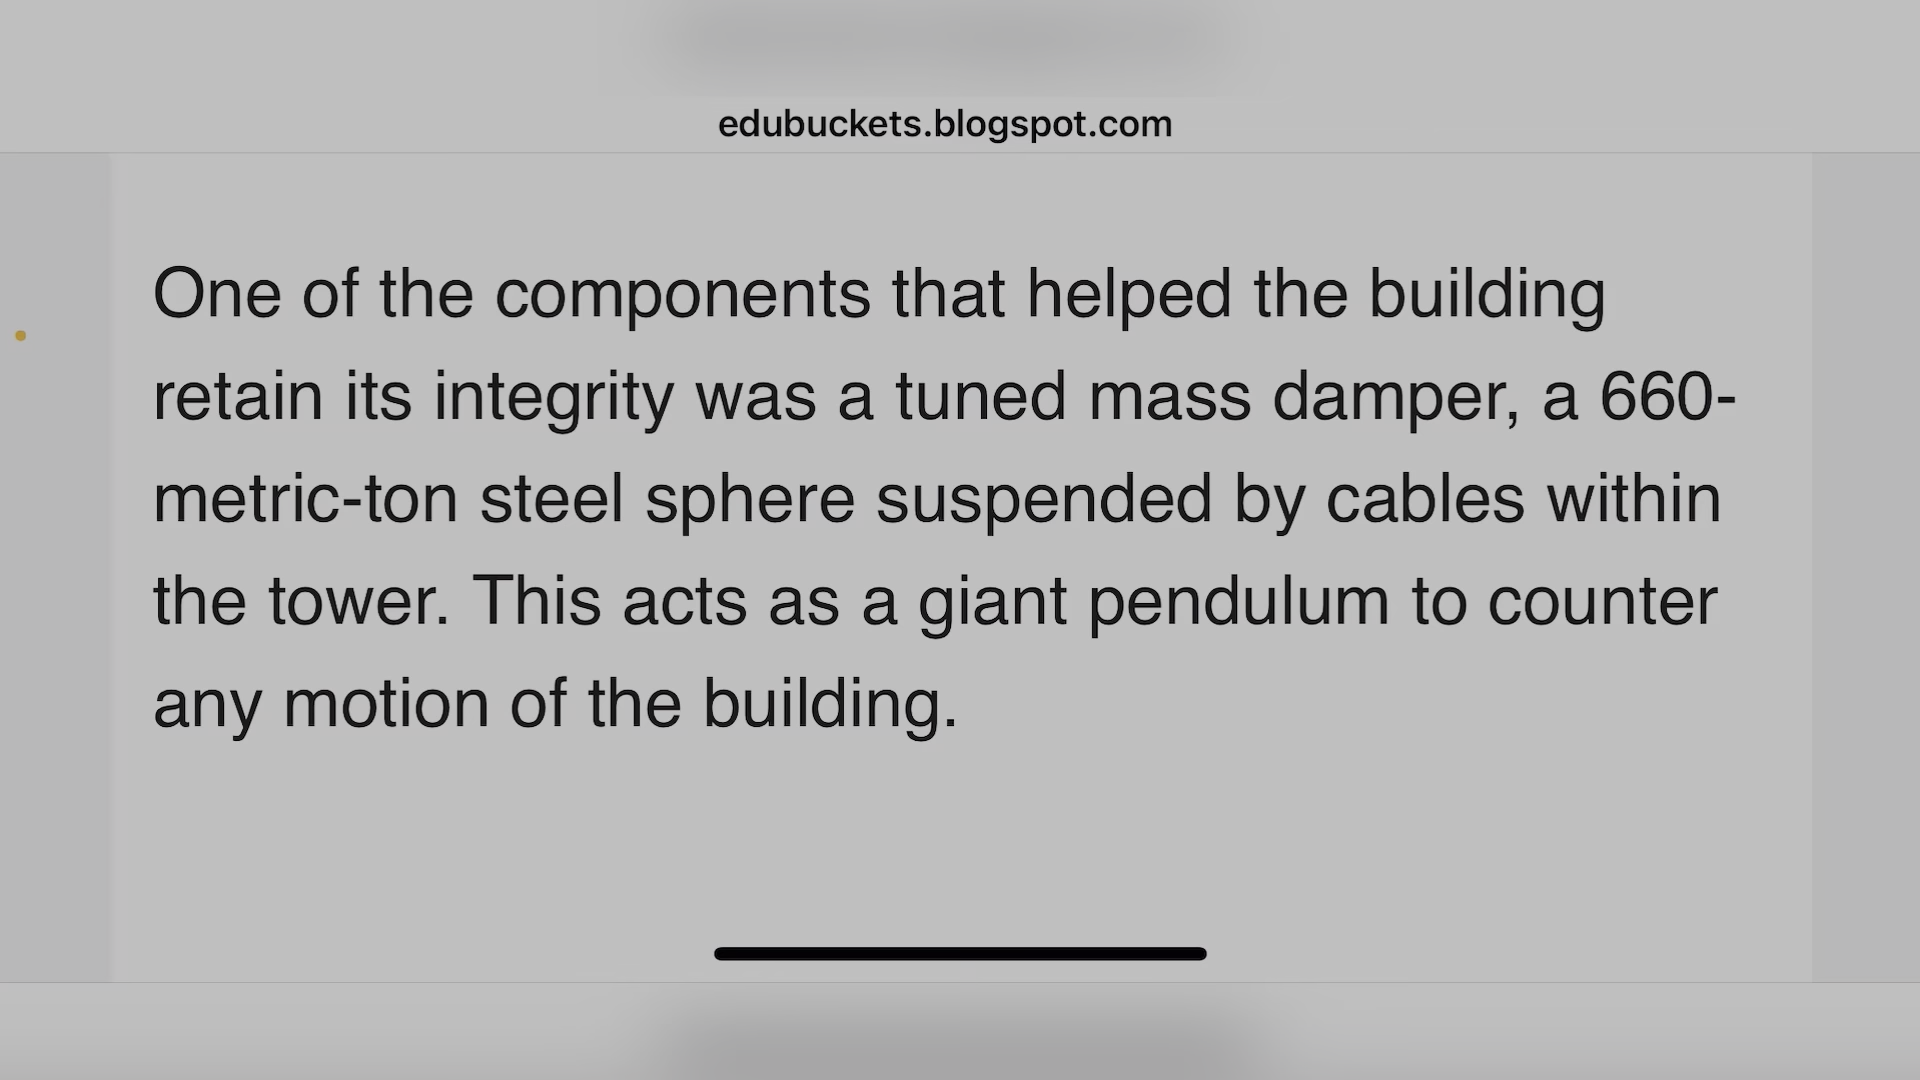 edubuckets.blogspot.com
One of the components that helped the building
retain its integrity was a tuned mass damper, a 660-
metric-ton steel sphere suspended by cables within
the tower. This acts as a giant pendulum to counter
any motion of the building.